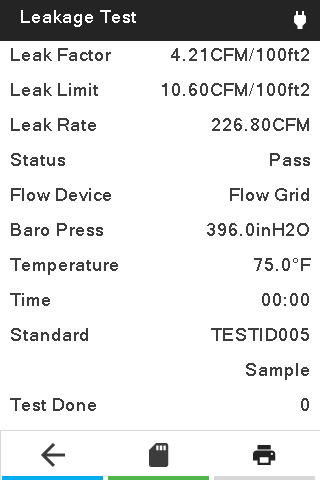 Leakage Test
Leak Factor 4.21CFM/100ft2
Leak Limit 10.60CFM/100ft2
Leak Rate 226.80CFM
Status Pass
Flow Device Flow Grid
Baro Press 396.0inH2O
Temperature 75.0°F
Time 00:00
Standard TESTID005
Sample
Test Done 0